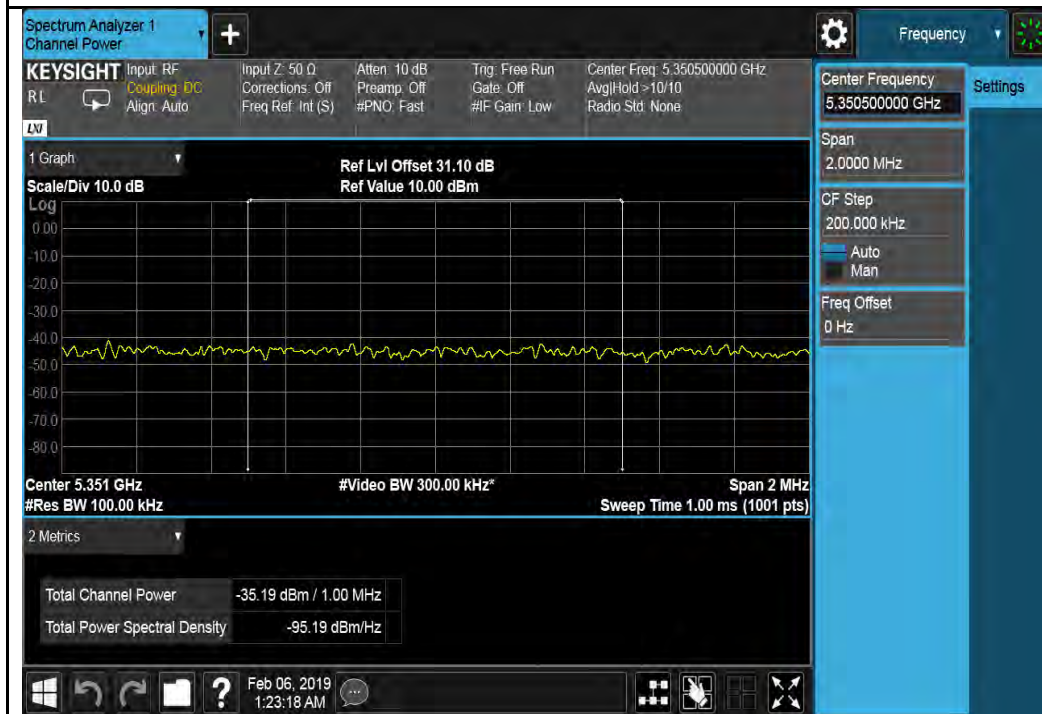 Spectrum Analyzer 1
Channel Power
+
Frequency
KEYSIGHT
RL
LXI
Input: RF
Coupling: DC
Align: Auto
Input Z: 50 Ω
Corrections: Off
Freq Ref: Int (S)
Atten: 10 dB
Preamp: Off
#PNO: Fast
Trig: Free Run
Gate: Off
#IF Gain: Low
Center Freq: 5.350500000 GHz
Avg|Hold >10/10
Radio Std: None
Center Frequency
5.350500000 GHz
Settings
Span
2.0000 MHz
CF Step
200.000 kHz
Auto
Man
Freq Offset
0 Hz
1 Graph
Scale/Div 10.0 dB
Ref Lvl Offset 31.10 dB
Ref Value 10.00 dBm
Log
0.00
-10.0
-20.0
-30.0
-40.0
-50.0
-60.0
-70.0
-80.0
Center 5.351 GHz
#Video BW 300.00 kHz*
Span 2 MHz
#Res BW 100.00 kHz
Sweep Time 1.00 ms (1001 pts)
2 Metrics
Total Channel Power -35.19 dBm / 1.00 MHz
Total Power Spectral Density -95.19 dBm/Hz
?
Feb 06, 2019
1:23:18 AM